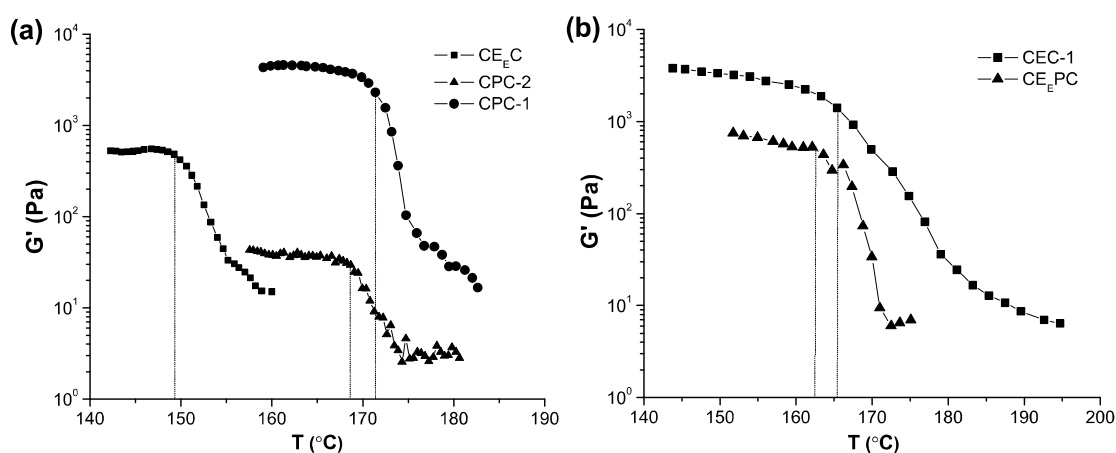 (a)
10⁴
10³
10²
10¹
10⁰
G' (Pa)
142 150 160 170 180 190
T (°C)
CE_EC
CPC-2
CPC-1
(b)
10⁴
10³
10²
10¹
10⁰
G' (Pa)
140 150 160 170 180 190 200
T (°C)
CEC-1
CE_EPC